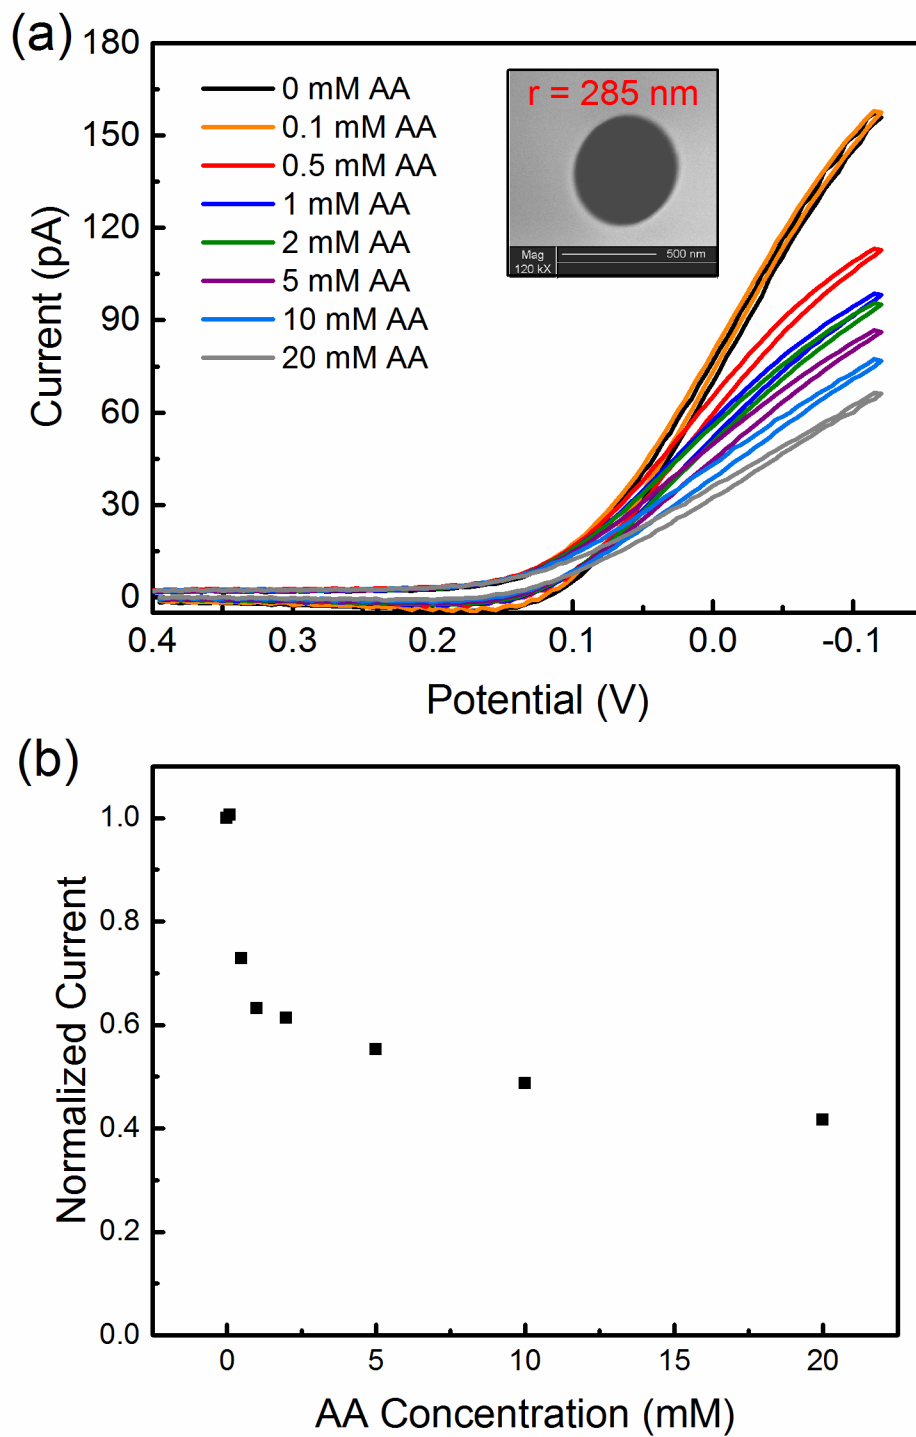 (a)
180
150
120
90
60
30
0
Current (pA)
0 mM AA
0.1 mM AA
0.5 mM AA
1 mM AA
2 mM AA
5 mM AA
10 mM AA
20 mM AA
r = 285 nm
Mag
120 kX
500 nm
0.4 0.3 0.2 0.1 0.0 -0.1
Potential (V)
(b)
1.0
0.8
0.6
0.4
0.2
0.0
Normalized Current
0 5 10 15 20
AA Concentration (mM)